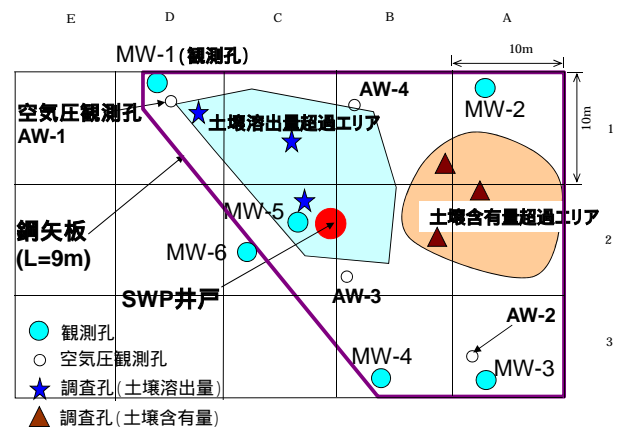 E D C B A
10m
MW-1(観測孔)
AW-4
空気圧観測孔
AW-1
MW-2
10m
土壌溶出量超過エリア
1
MW-5
土壌含有量超過エリア
鋼矢板
(L=9m)
MW-6
2
SWP井戸
AW-3
AW-2
観測孔
3
空気圧観測孔
MW-4
MW-3
調査孔(土壌溶出量)
調査孔(土壌含有量)